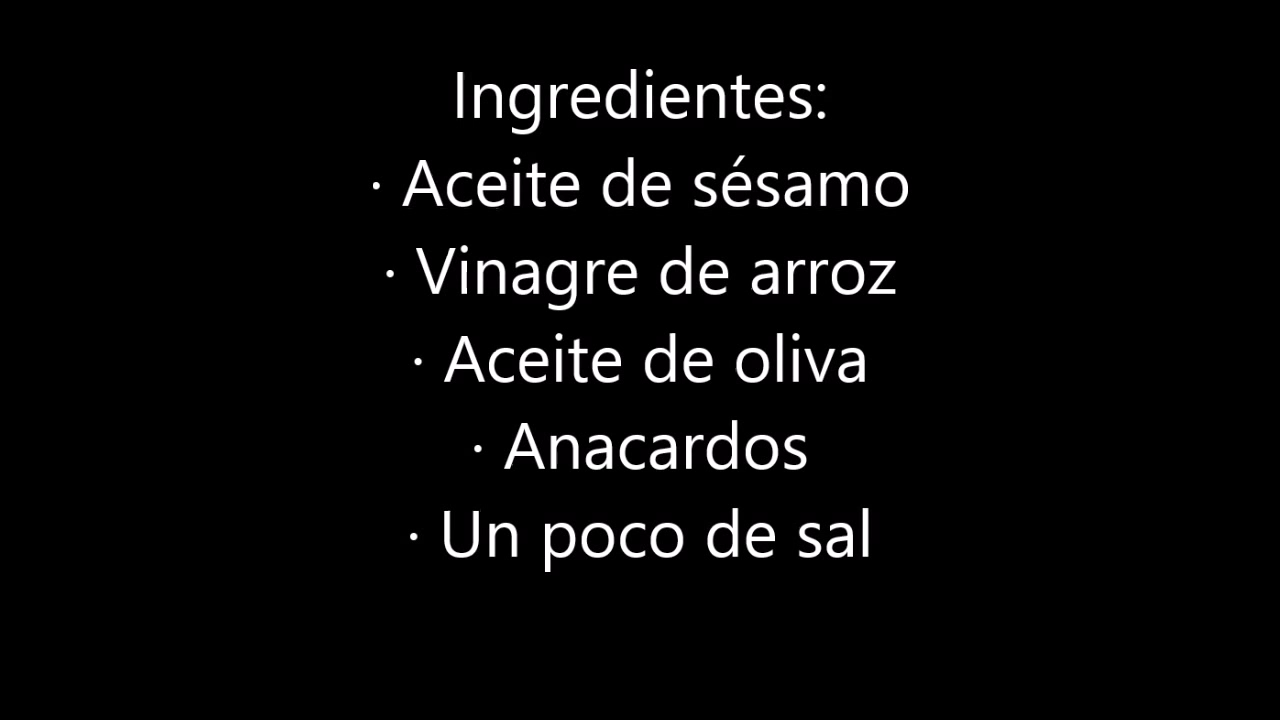 Ingredientes:
· Aceite de sésamo
· Vinagre de arroz
· Aceite de oliva
· Anacardos
· Un poco de sal